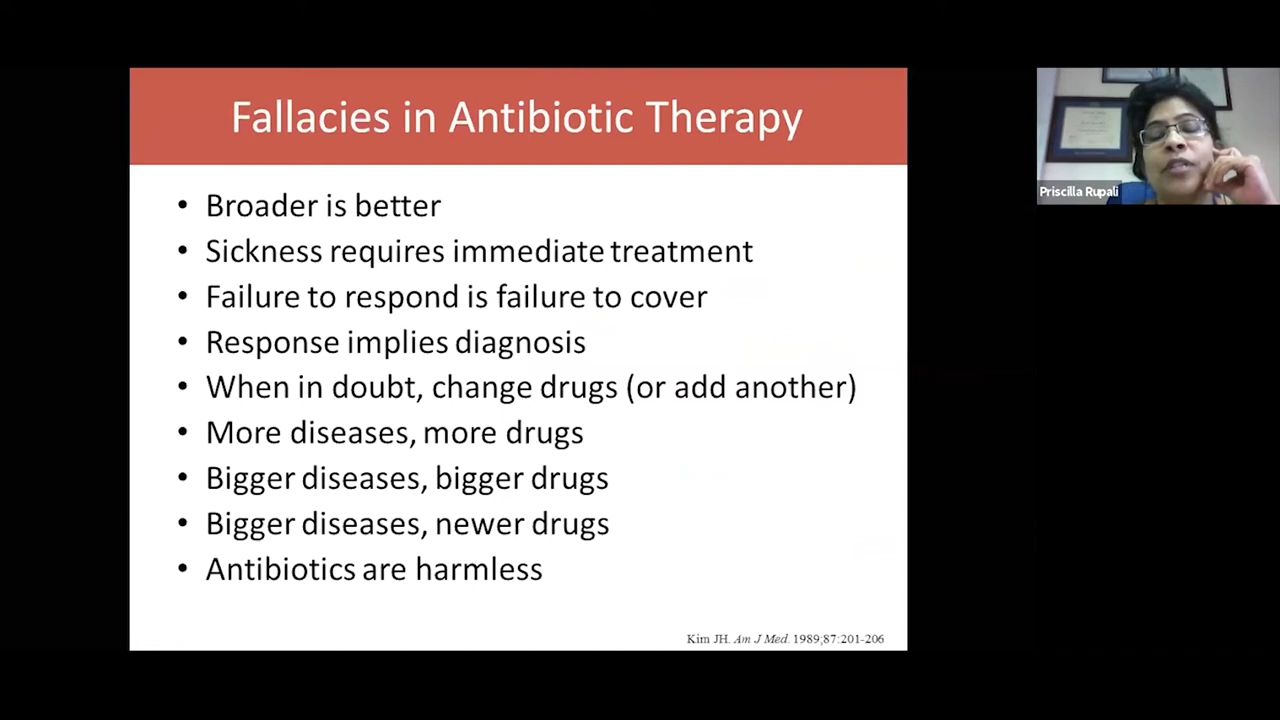 Fallacies in Antibiotic Therapy
• Broader is better
• Sickness requires immediate treatment
• Failure to respond is failure to cover
• Response implies diagnosis
• When in doubt, change drugs (or add another)
• More diseases, more drugs
• Bigger diseases, bigger drugs
• Bigger diseases, newer drugs
• Antibiotics are harmless
Kim JH. Am J Med. 1989;87:201-206
Priscilla Rupali